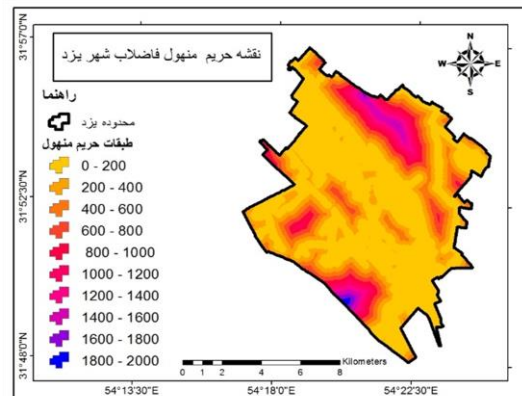 نقشه حریم منهول فاضلاب شهر یزد
راهنما
محدوده یزد
طبقات حریم منهول
0 - 200
200 - 400
400 - 600
600 - 800
800 - 1000
1000 - 1200
1200 - 1400
1400 - 1600
1600 - 1800
1800 - 2000
N
W E
S
Kilometers
0 1 2 4 6 8
31°57'0"N
31°52'30"N
31°48'0"N
54°13'30"E 54°18'0"E 54°22'30"E